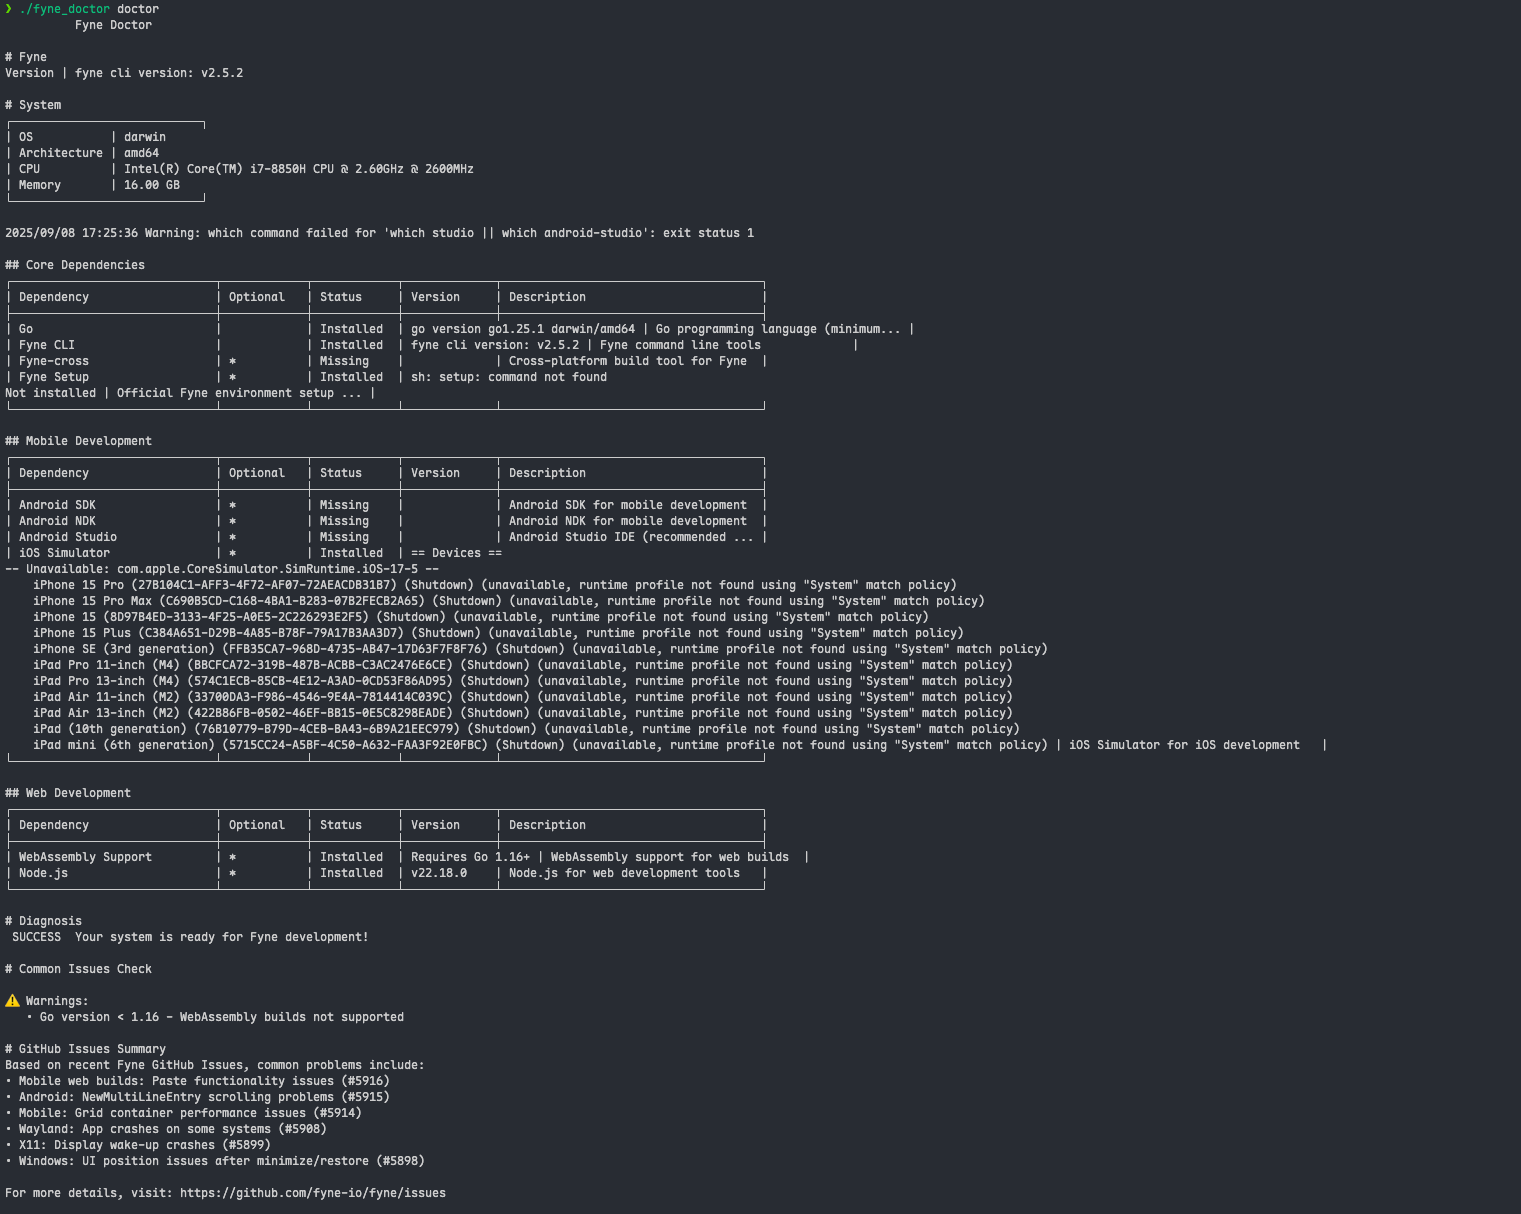 ❯ ./fyne_doctor doctor
Fyne Doctor
# Fyne
Version | fyne cli version: v2.5.2
# System
| OS | darwin
| Architecture | amd64
| CPU | Intel(R) Core(TM) i7-8850H CPU @ 2.60GHz @ 2600MHz
| Memory | 16.00 GB
2025/09/08 17:25:36 Warning: which command failed for 'which studio || which android-studio': exit status 1
## Core Dependencies
| Dependency | Optional | Status | Version | Description |
| Go | | Installed | go version go1.25.1 darwin/amd64 | Go programming language (minimum... |
| Fyne CLI | | Installed | fyne cli version: v2.5.2 | Fyne command line tools |
| Fyne-cross | * | Missing | | Cross-platform build tool for Fyne |
| Fyne Setup | * | Installed | sh: setup: command not found
Not installed | Official Fyne environment setup ... |
## Mobile Development
| Dependency | Optional | Status | Version | Description |
| Android SDK | * | Missing | | Android SDK for mobile development |
| Android NDK | * | Missing | | Android NDK for mobile development |
| Android Studio | * | Missing | | Android Studio IDE (recommended ... |
| iOS Simulator | * | Installed | == Devices ==
-- Unavailable: com.apple.CoreSimulator.SimRuntime.iOS-17-5 --
iPhone 15 Pro (27B104C1-AFF3-4F72-AF07-72AEACDB31B7) (Shutdown) (unavailable, runtime profile not found using "System" match policy)
iPhone 15 Pro Max (C690B5CD-C168-4BA1-B283-07B2FECB2A65) (Shutdown) (unavailable, runtime profile not found using "System" match policy)
iPhone 15 (8D97B4ED-3133-4F25-A0E5-2C226293E2F5) (Shutdown) (unavailable, runtime profile not found using "System" match policy)
iPhone 15 Plus (C384A651-D29B-4A85-B78F-79A17B3AA3D7) (Shutdown) (unavailable, runtime profile not found using "System" match policy)
iPhone SE (3rd generation) (FFB35CA7-968D-4735-AB47-17D63F7F8F76) (Shutdown) (unavailable, runtime profile not found using "System" match policy)
iPad Pro 11-inch (M4) (BBCFCA72-319B-487B-ACBB-C3AC2476E6CE) (Shutdown) (unavailable, runtime profile not found using "System" match policy)
iPad Pro 13-inch (M4) (574C1ECB-85CB-4E12-A3AD-0CD53F86AD95) (Shutdown) (unavailable, runtime profile not found using "System" match policy)
iPad Air 11-inch (M2) (33700DA3-F986-4546-9E4A-7814414C039C) (Shutdown) (unavailable, runtime profile not found using "System" match policy)
iPad Air 13-inch (M2) (422B86FB-0502-46EF-BB15-0E5C8298EADE) (Shutdown) (unavailable, runtime profile not found using "System" match policy)
iPad (10th generation) (76B10779-B79D-4CEB-BA43-6B9A21EEC979) (Shutdown) (unavailable, runtime profile not found using "System" match policy)
iPad mini (6th generation) (5715CC24-A5BF-4C50-A632-FAA3F92E0FBC) (Shutdown) (unavailable, runtime profile not found using "System" match policy) | iOS Simulator for iOS development |
## Web Development
| Dependency | Optional | Status | Version | Description |
| WebAssembly Support | * | Installed | Requires Go 1.16+ | WebAssembly support for web builds |
| Node.js | * | Installed | v22.18.0 | Node.js for web development tools |
# Diagnosis
SUCCESS Your system is ready for Fyne development!
# Common Issues Check
⚠️ Warnings:
• Go version < 1.16 - WebAssembly builds not supported
# GitHub Issues Summary
Based on recent Fyne GitHub Issues, common problems include:
• Mobile web builds: Paste functionality issues (#5916)
• Android: NewMultiLineEntry scrolling problems (#5915)
• Mobile: Grid container performance issues (#5914)
• Wayland: App crashes on some systems (#5908)
• X11: Display wake-up crashes (#5899)
• Windows: UI position issues after minimize/restore (#5898)
For more details, visit: https://github.com/fyne-io/fyne/issues